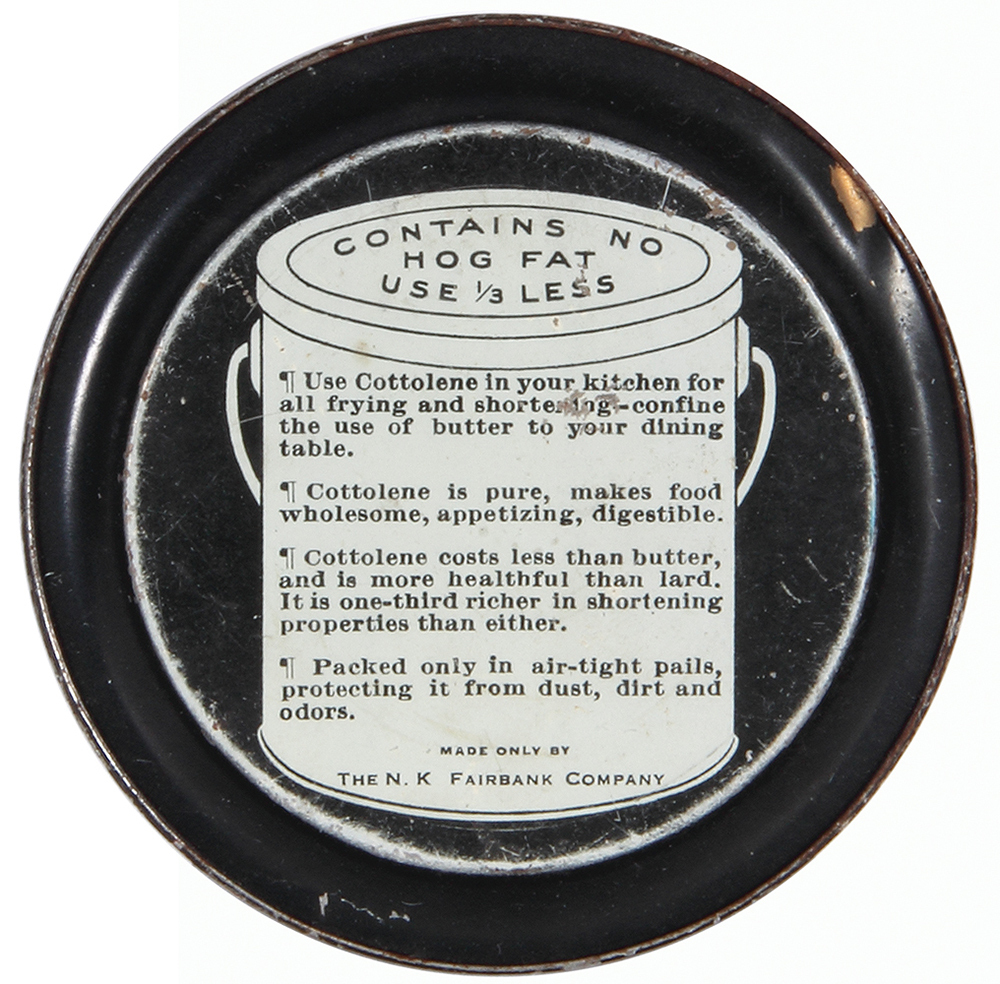 CONTAINS NO
HOG FAT
USE ⅓ LESS
¶ Use Cottolene in your kitchen for
all frying and shortening–confine
the use of butter to your dining
table.
¶ Cottolene is pure, makes food
wholesome, appetizing, digestible.
¶ Cottolene costs less than butter,
and is more healthful than lard.
It is one-third richer in shortening
properties than either.
¶ Packed only in air-tight pails,
protecting it from dust, dirt and
odors.
MADE ONLY BY
THE N. K FAIRBANK COMPANY